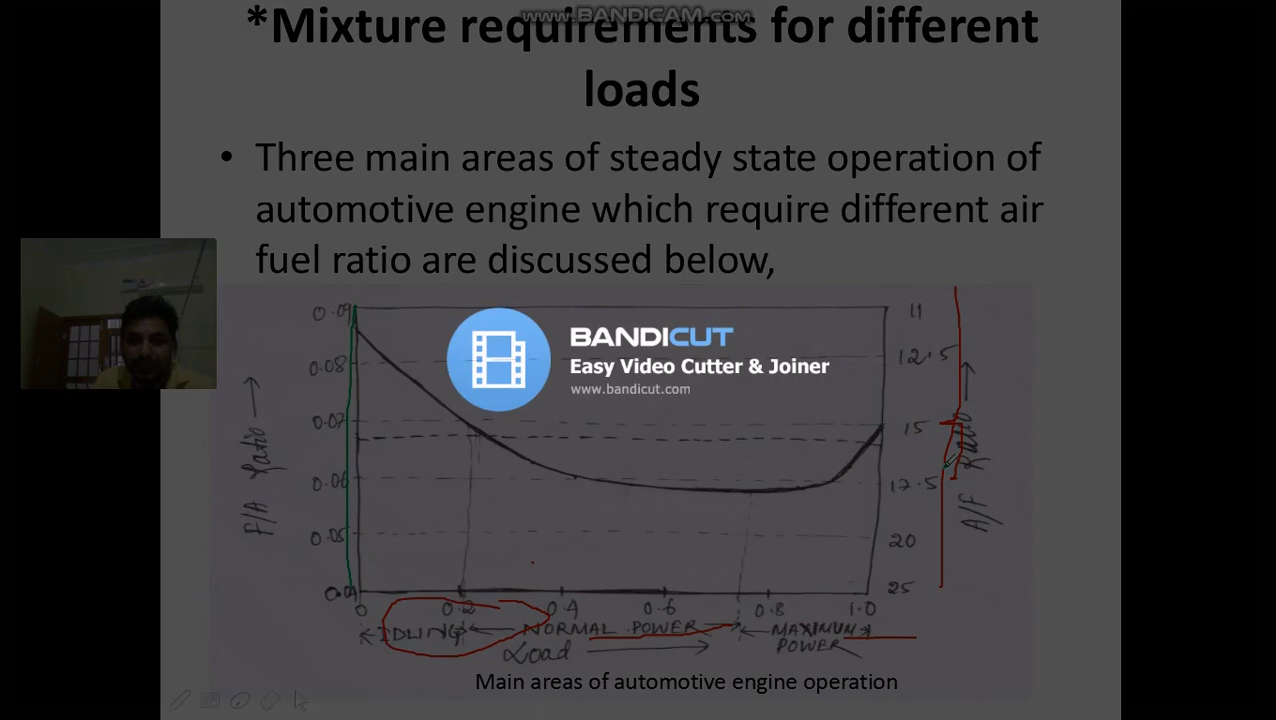 www.BANDICAM.com
*Mixture requirements for different
loads
• Three main areas of steady state operation of
automotive engine which require different air
fuel ratio are discussed below,
BANDICUT
Easy Video Cutter & Joiner
www.bandicut.com
0.09 11
0.08 12.5
0.07 15
0.06 17.5
0.05 20
0.04 25
F/A Ratio
A/F Ratio
0 0.2 0.4 0.6 0.8 1.0
IDLING NORMAL POWER MAXIMUM
POWER
Load
Main areas of automotive engine operation